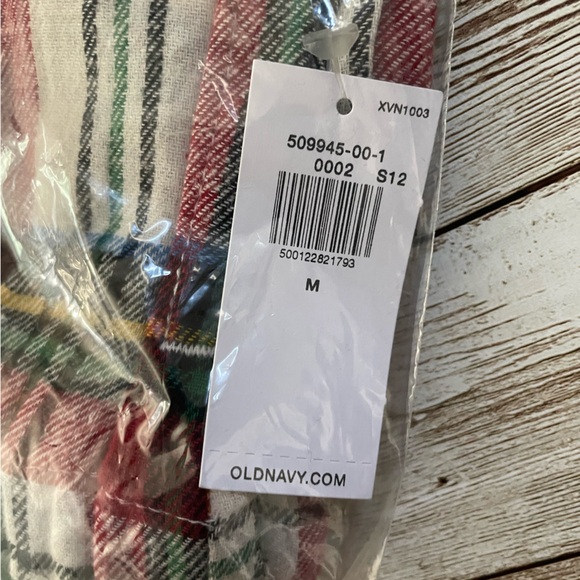 XVN1003
509945-00-1
0002 S12
500122821793
M
OLDNAVY.COM